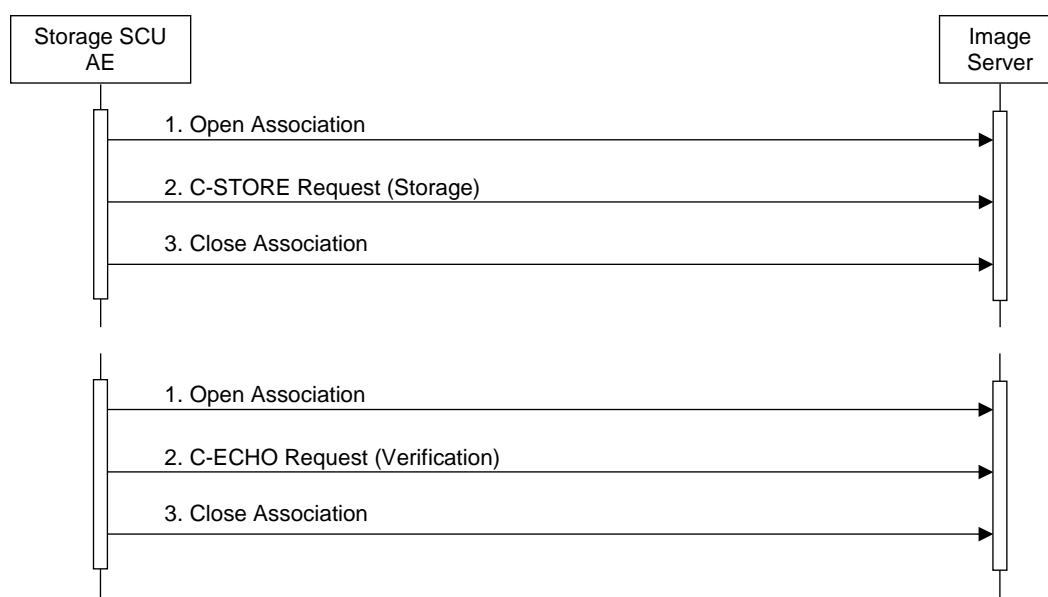 Storage SCU
AE
Image
Server
1. Open Association
2. C-STORE Request (Storage)
3. Close Association
1. Open Association
2. C-ECHO Request (Verification)
3. Close Association